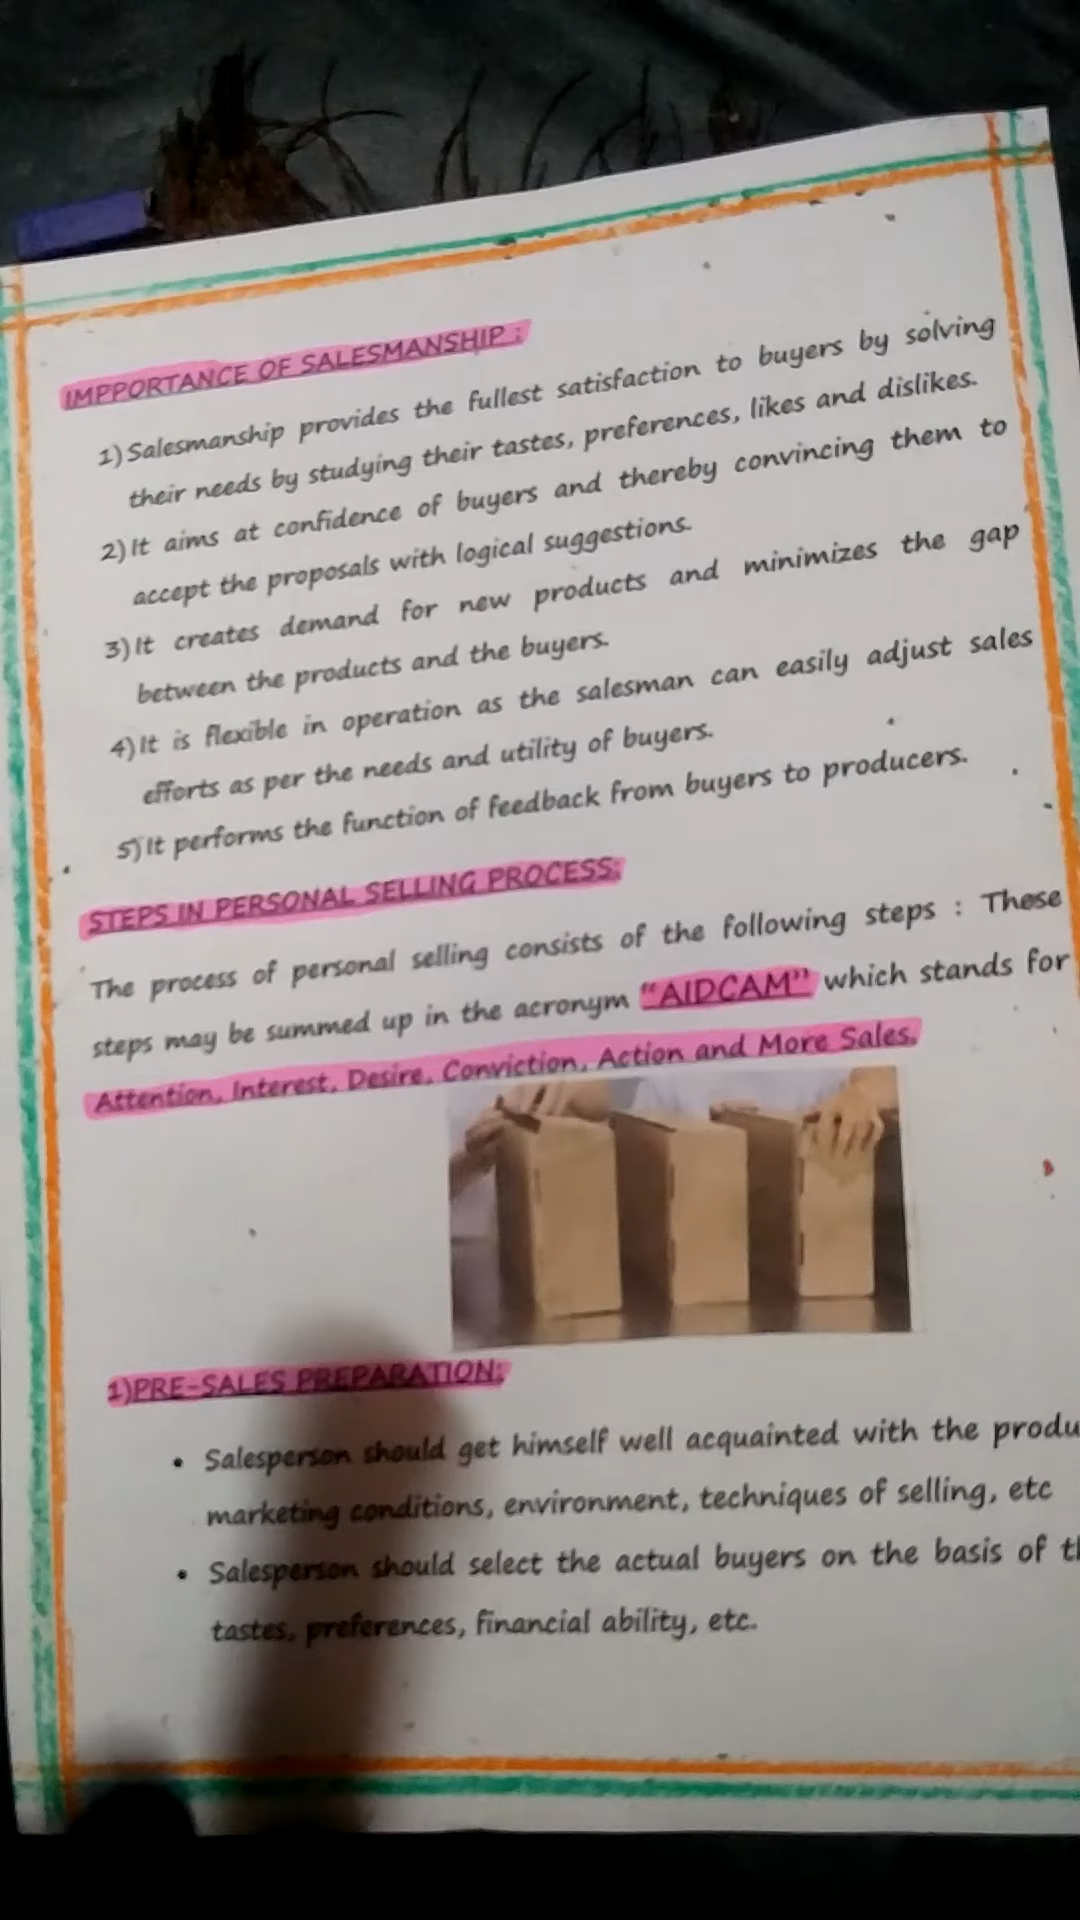 IMPPORTANCE OF SALESMANSHIP :
1) Salesmanship provides the fullest satisfaction to buyers by solving
their needs by studying their tastes, preferences, likes and dislikes.
2) It aims at confidence of buyers and thereby convincing them to
accept the proposals with logical suggestions.
3) It creates demand for new products and minimizes the gap
between the products and the buyers.
4) It is flexible in operation as the salesman can easily adjust sales
efforts as per the needs and utility of buyers.
5) It performs the function of feedback from buyers to producers.
STEPS IN PERSONAL SELLING PROCESS:
The process of personal selling consists of the following steps : These
steps may be summed up in the acronym "AIDCAM" which stands for
Attention, Interest, Desire, Conviction, Action and More Sales.
1)PRE-SALES PREPARATION:
• Salesperson should get himself well acquainted with the produ
marketing conditions, environment, techniques of selling, etc
• Salesperson should select the actual buyers on the basis of
tastes, preferences, financial ability, etc.